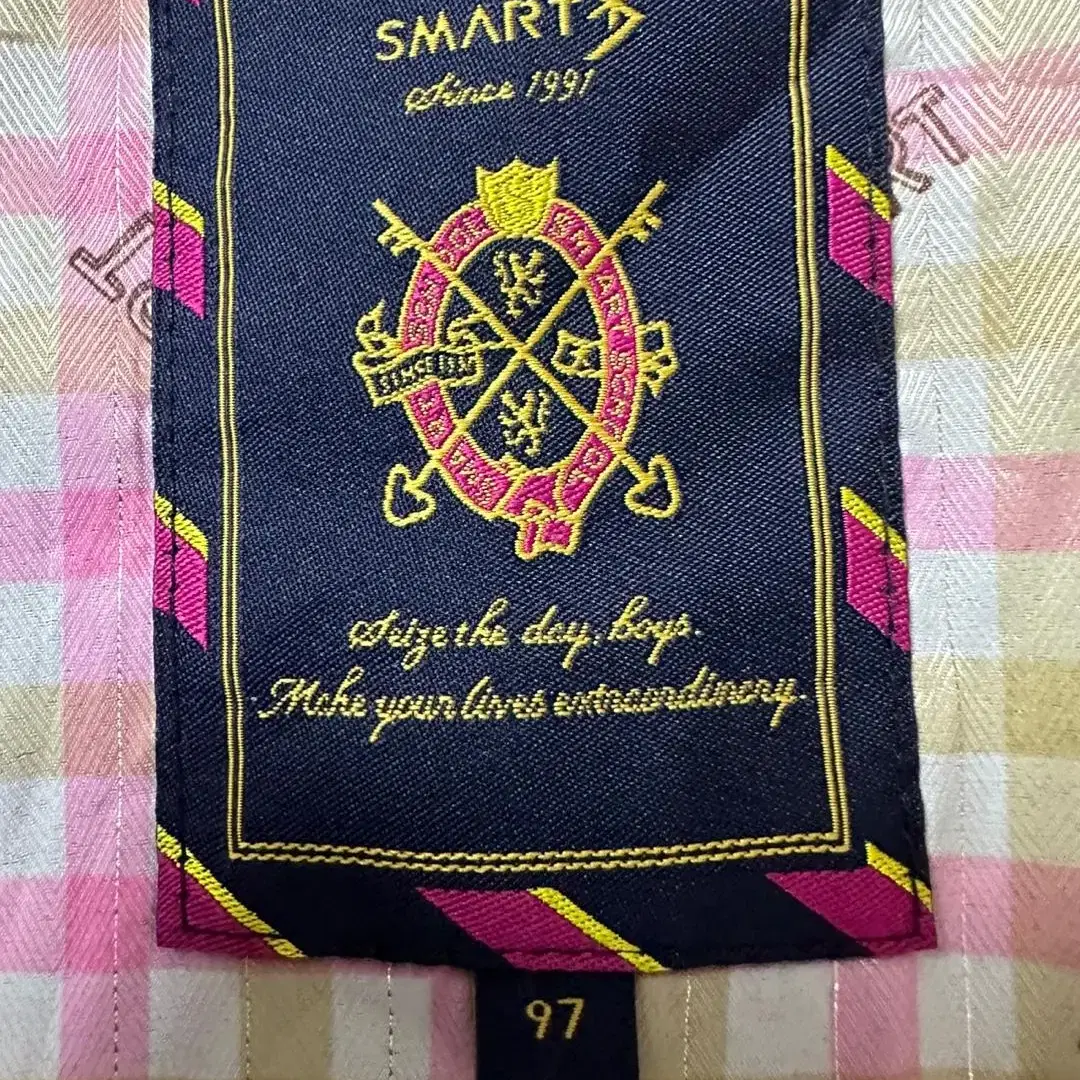 SMART
Since 1991
Seize the day, boys.
Make your lives extraordinary.
97